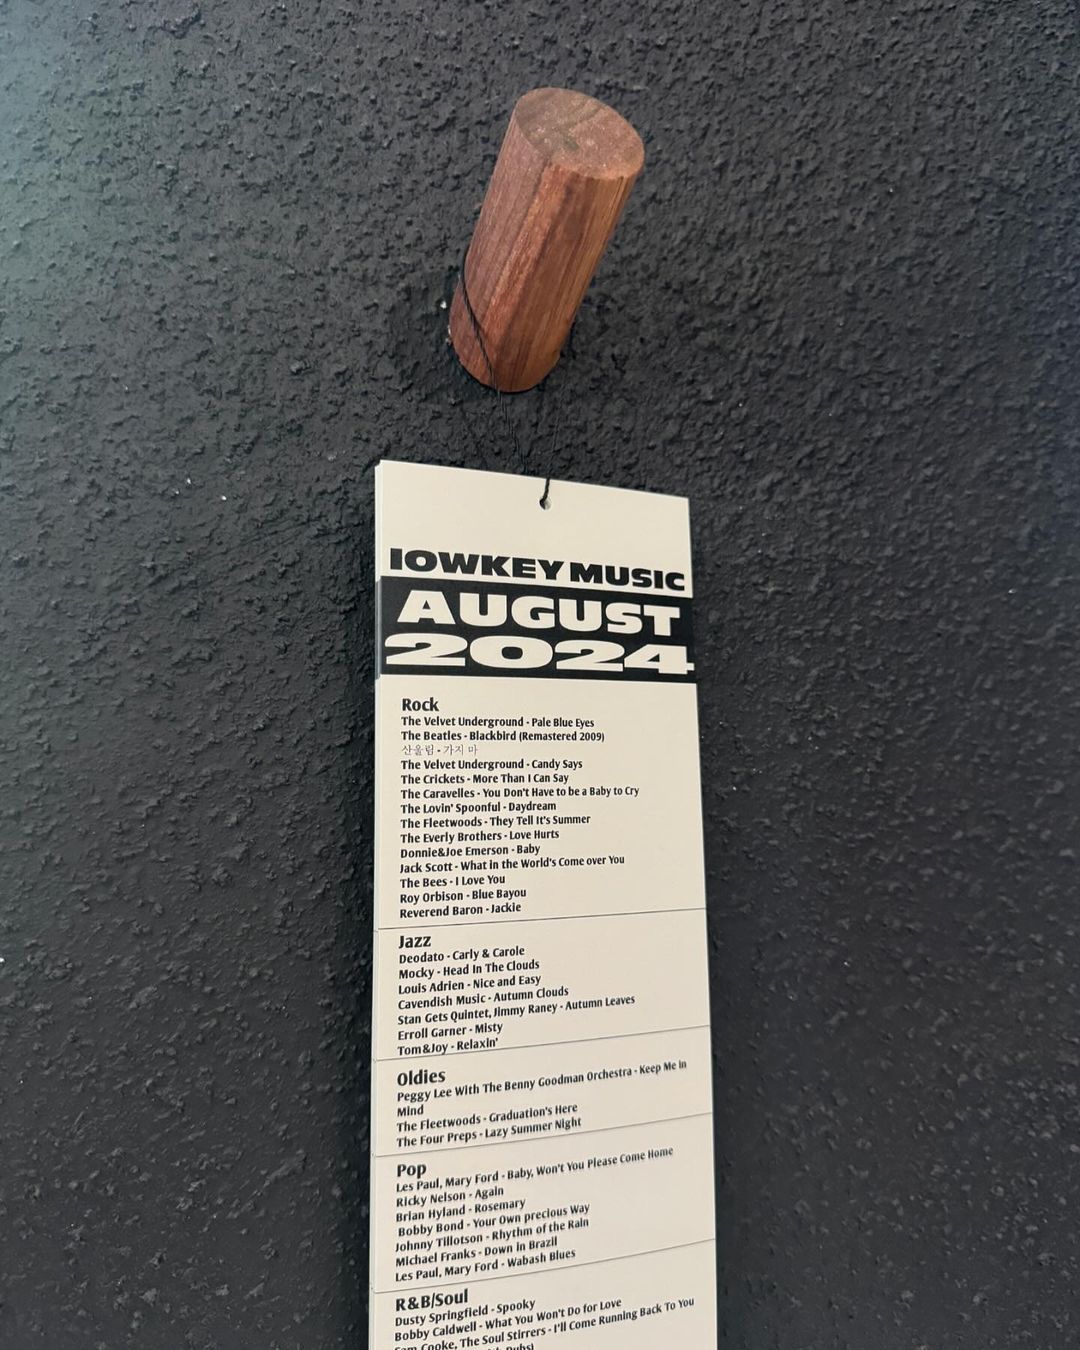 lOWKEY MUSIC
AUGUST
2024
Rock
The Velvet Underground - Pale Blue Eyes
The Beatles - Blackbird (Remastered 2009)
산울림 - 가지 마
The Velvet Underground - Candy Says
The Crickets - More Than I Can Say
The Caravelles - You Don't Have to be a Baby to Cry
The Lovin' Spoonful - Daydream
The Fleetwoods - They Tell It's Summer
The Everly Brothers - Love Hurts
Donnie&Joe Emerson - Baby
Jack Scott - What in the World's Come over You
The Bees - I Love You
Roy Orbison - Blue Bayou
Reverend Baron - Jackie
Jazz
Deodato - Carly & Carole
Mocky - Head In The Clouds
Louis Adrien - Nice and Easy
Cavendish Music - Autumn Clouds
Stan Gets Quintet, Jimmy Raney - Autumn Leaves
Erroll Garner - Misty
Tom&Joy - Relaxin'
Oldies
Peggy Lee With The Benny Goodman Orchestra - Keep Me In
Mind
The Fleetwoods - Graduation's Here
The Four Preps - Lazy Summer Night
Pop
Les Paul, Mary Ford - Baby, Won't You Please Come Home
Ricky Nelson - Again
Brian Hyland - Rosemary
Bobby Bond - Your Own precious Way
Johnny Tillotson - Rhythm of the Rain
Michael Franks - Down in Brazil
Les Paul, Mary Ford - Wabash Blues
R&B/Soul
Dusty Springfield - Spooky
Bobby Caldwell - What You Won't Do for Love
Sam Cooke, The Soul Stirrers - I'll Come Running Back To You